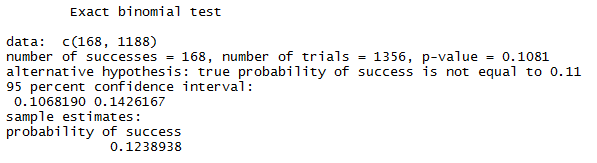 Exact binomial test
data:  c(168, 1188)
number of successes = 168, number of trials = 1356, p-value = 0.1081
alternative hypothesis: true probability of success is not equal to 0.11
95 percent confidence interval:
0.1068190 0.1426167
sample estimates:
probability of success
0.1238938